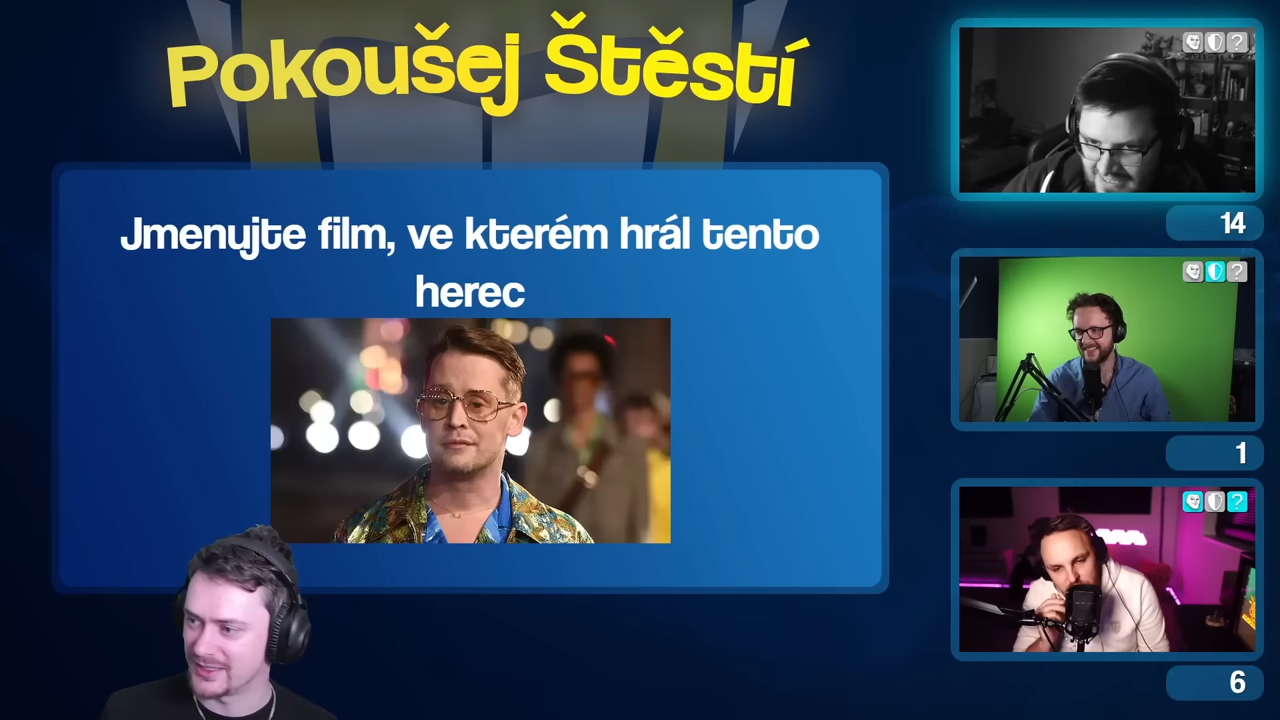 Pokoušej Štěstí
Jmenujte film, ve kterém hrál tento
herec
?
14
?
1
?
6